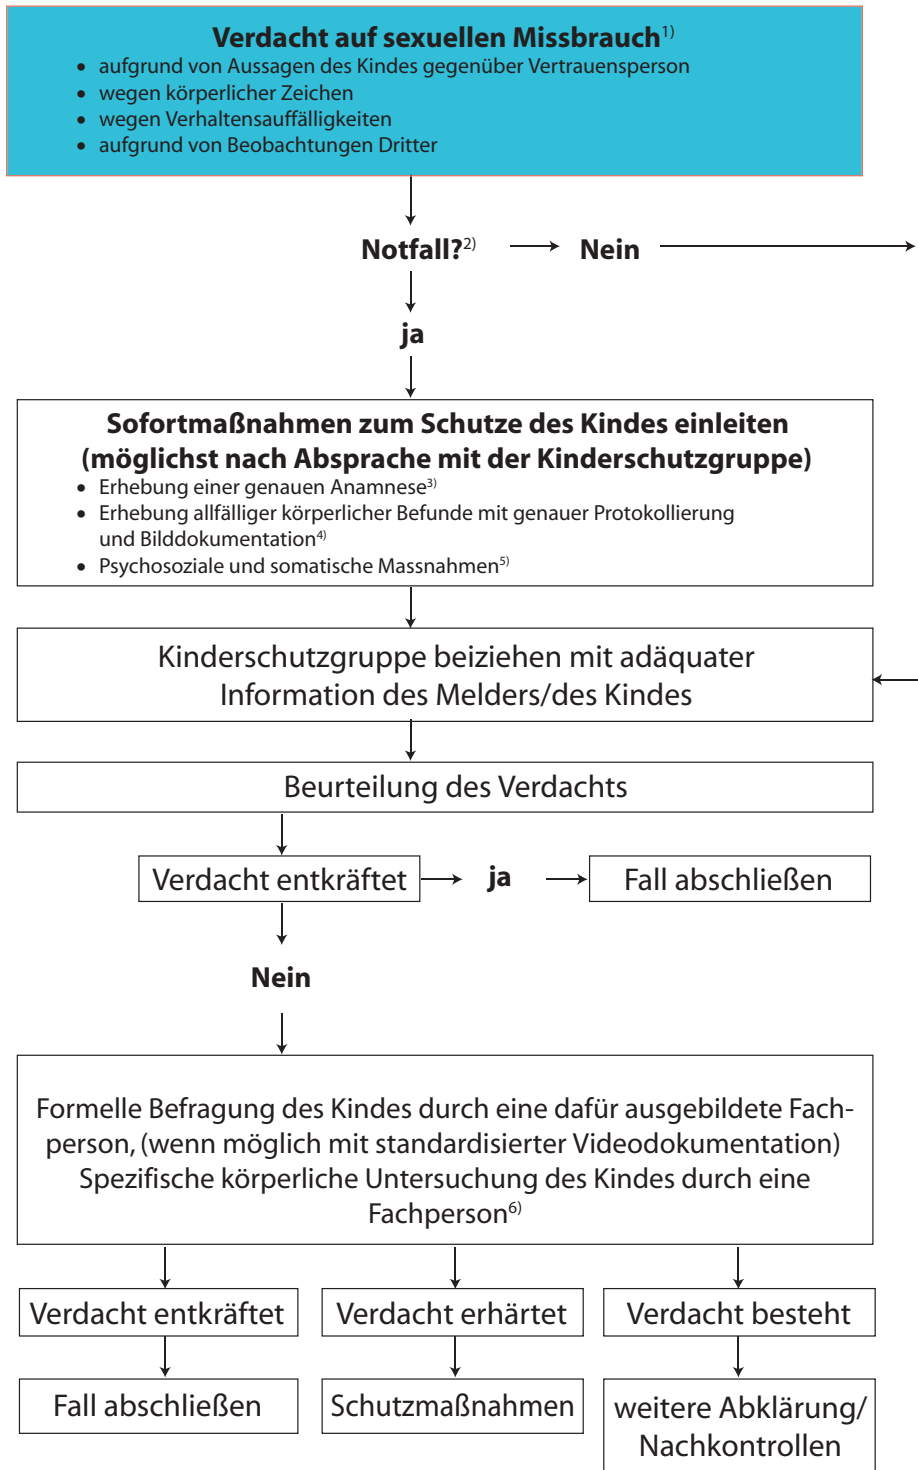 Verdacht auf sexuellen Missbrauch1)
• aufgrund von Aussagen des Kindes gegenüber Vertrauensperson
• wegen körperlicher Zeichen
• wegen Verhaltensauffälligkeiten
• aufgrund von Beobachtungen Dritter
Notfall?2)
Nein
ja
Sofortmaßnahmen zum Schutze des Kindes einleiten
(möglichst nach Absprache mit der Kinderschutzgruppe)
• Erhebung einer genauen Anamnese3)
• Erhebung allfälliger körperlicher Befunde mit genauer Protokollierung
und Bilddokumentation4)
• Psychosoziale und somatische Massnahmen5)
Kinderschutzgruppe beiziehen mit adäquater
Information des Melders/des Kindes
Beurteilung des Verdachts
Verdacht entkräftet
ja
Fall abschließen
Nein
Formelle Befragung des Kindes durch eine dafür ausgebildete Fach-
person, (wenn möglich mit standardisierter Videodokumentation)
Spezifische körperliche Untersuchung des Kindes durch eine
Fachperson6)
Verdacht entkräftet
Verdacht erhärtet
Verdacht besteht
Fall abschließen
Schutzmaßnahmen
weitere Abklärung/
Nachkontrollen